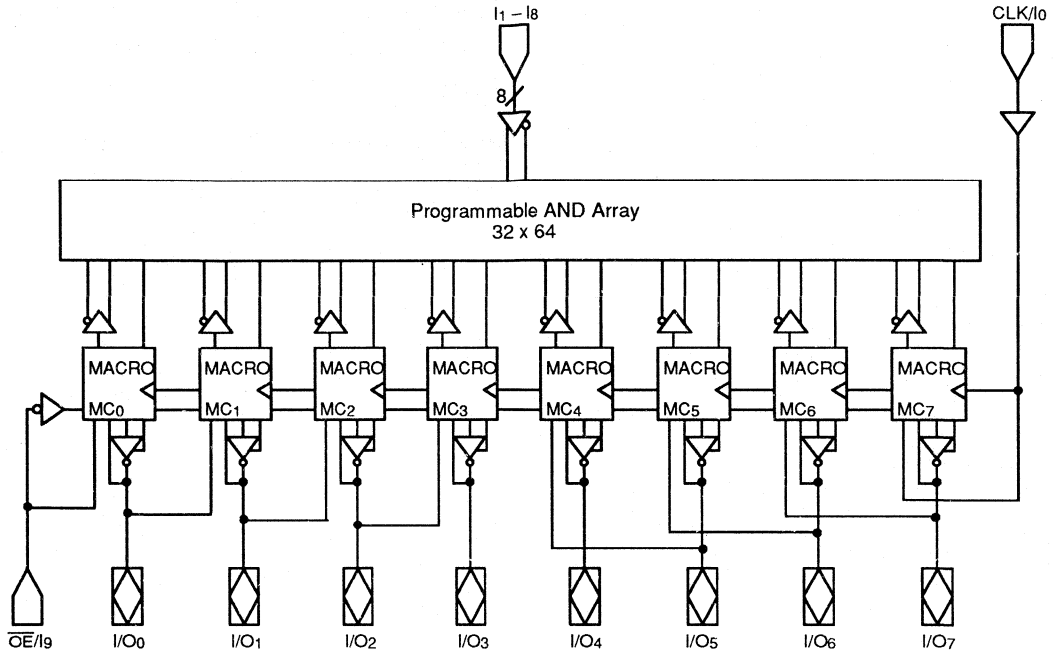 I1 – I8
CLK/I0
8
Programmable AND Array
32 x 64
MACRO MACRO MACRO MACRO MACRO MACRO MACRO MACRO
MC0 MC1 MC2 MC3 MC4 MC5 MC6 MC7
OE/I9 I/O0 I/O1 I/O2 I/O3 I/O4 I/O5 I/O6 I/O7